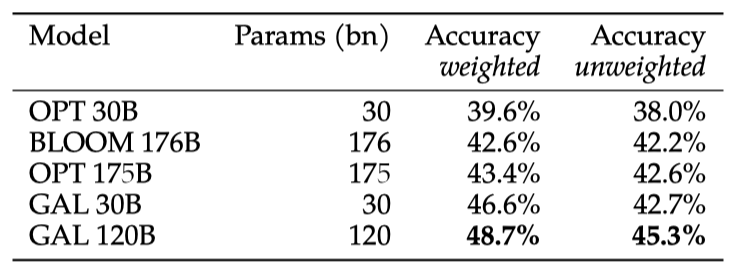 Model Params (bn) Accuracy Accuracy
weighted unweighted
OPT 30B 30 39.6% 38.0%
BLOOM 176B 176 42.6% 42.2%
OPT 175B 175 43.4% 42.6%
GAL 30B 30 46.6% 42.7%
GAL 120B 120 48.7% 45.3%